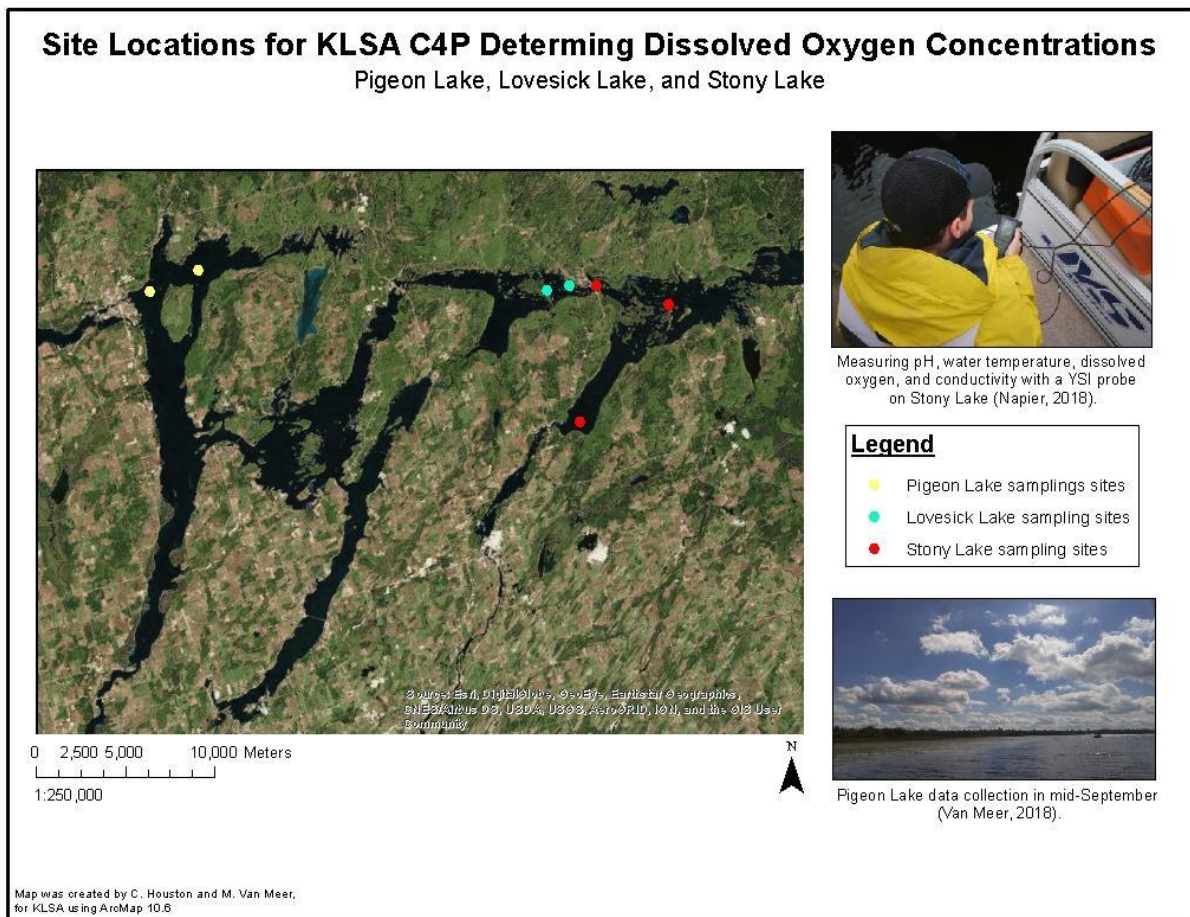 Site Locations for KLSA C4P Determing Dissolved Oxygen Concentrations
Pigeon Lake, Lovesick Lake, and Stony Lake
Measuring pH, water temperature, dissolved
oxygen, and conductivity with a YSI probe
on Stony Lake (Napier, 2018).
Legend
Pigeon Lake samplings sites
Lovesick Lake sampling sites
Stony Lake sampling sites
Source: Esri, DigitalGlobe, GeoEye, Earthstar Geographics,
CNES/Airbus DS, USDA, USGS, AeroGRID, IGN, and the GIS User
Community
0 2,500 5,000 10,000 Meters
1:250,000
N
Pigeon Lake data collection in mid-September
(Van Meer, 2018).
Map was created by C. Houston and M. Van Meer,
for KLSA using ArcMap 10.6